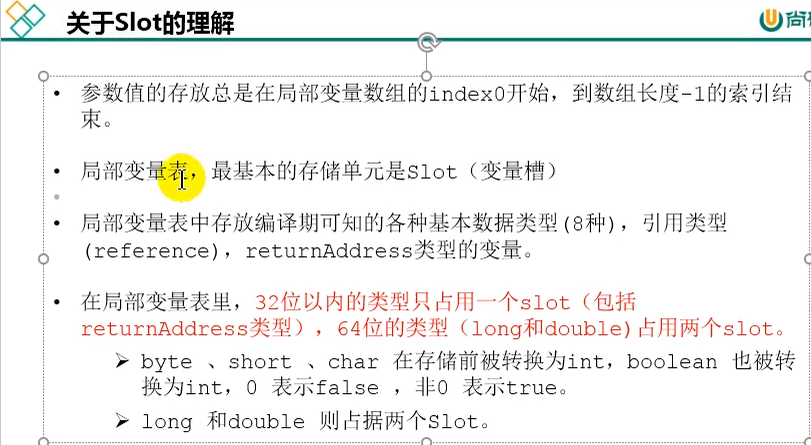 关于Slot的理解
尚
• 参数值的存放总是在局部变量数组的index0开始，到数组长度-1的索引结
束。
• 局部变量表，最基本的存储单元是Slot（变量槽）
• 局部变量表中存放编译期可知的各种基本数据类型(8种)，引用类型
(reference)，returnAddress类型的变量。
• 在局部变量表里，32位以内的类型只占用一个slot（包括
returnAddress类型），64位的类型（long和double)占用两个slot。
➢ byte 、short 、char 在存储前被转换为int，boolean 也被转
换为int，0 表示false ，非0 表示true。
➢ long 和double 则占据两个Slot。